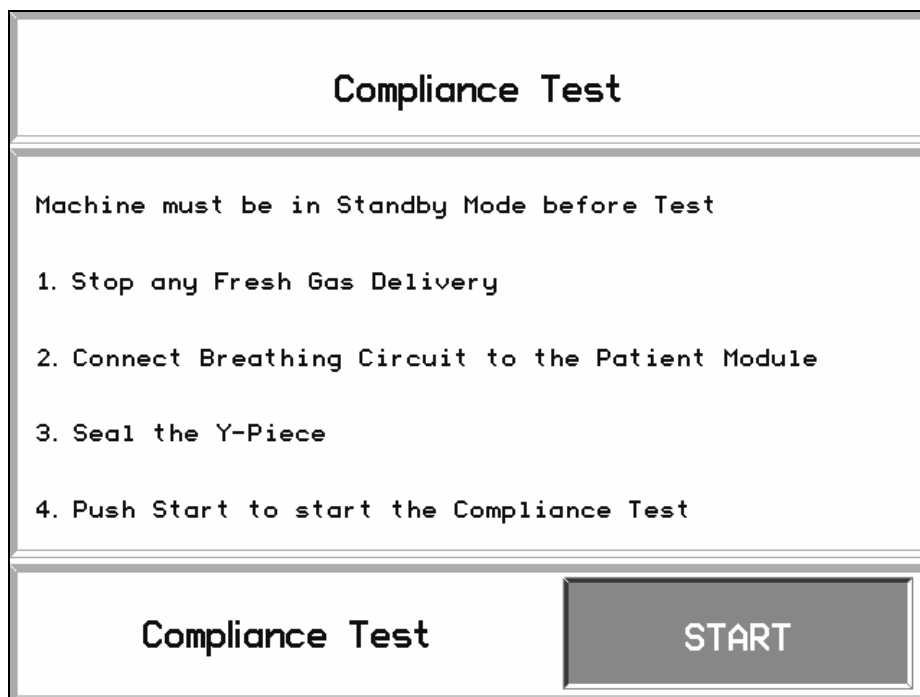 Compliance Test
Machine must be in Standby Mode before Test
1. Stop any Fresh Gas Delivery
2. Connect Breathing Circuit to the Patient Module
3. Seal the Y-Piece
4. Push Start to start the Compliance Test
Compliance Test
START